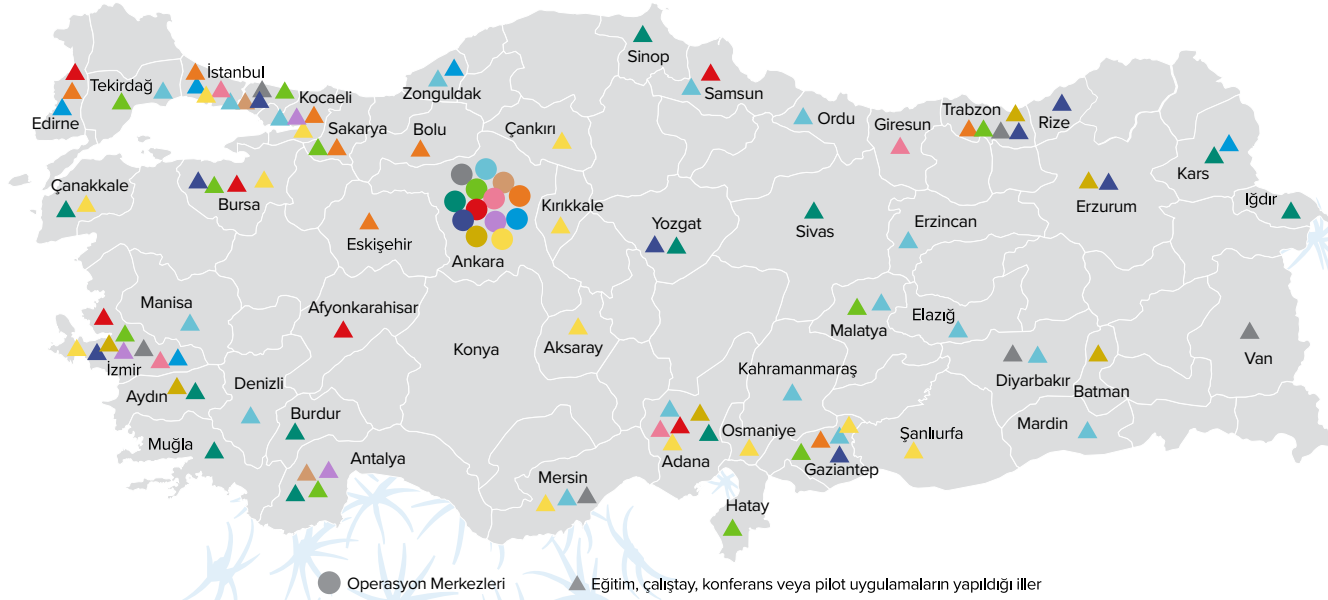 Sinop
İstanbul
Tekirdağ
Zonguldak
Samsun
Kocaeli
Edirne
Sakarya
Bolu
Çankırı
Ordu
Giresun
Trabzon
Rize
Kars
Çanakkale
Bursa
Kırıkkale
Iğdır
Eskişehir
Ankara
Yozgat
Sivas
Erzincan
Erzurum
Manisa
Afyonkarahisar
Konya
Aksaray
Malatya
Elazığ
Van
İzmir
Kahramanmaraş
Diyarbakır
Batman
Aydın
Denizli
Burdur
Mardin
Muğla
Antalya
Osmaniye
Şanlıurfa
Adana
Gaziantep
Mersin
Hatay
Operasyon Merkezleri
Eğitim, çalıştay, konferans veya pilot uygulamaların yapıldığı iller